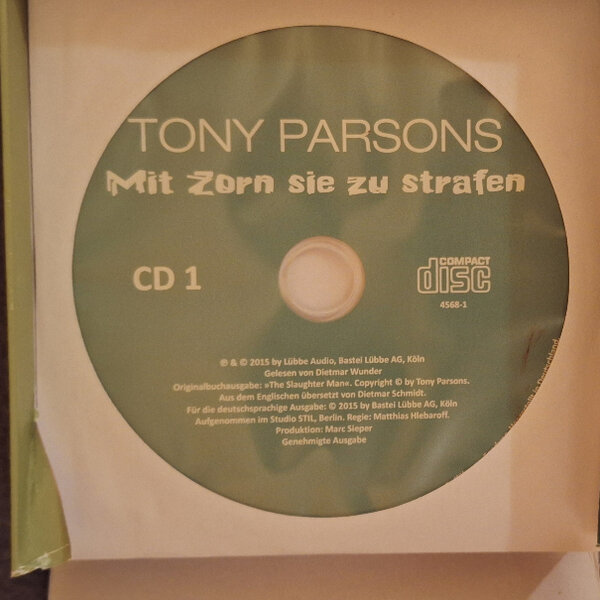 TONY PARSONS
Mit Zorn sie zu strafen
CD 1
COMPACT
disc
4568-1
℗ & © 2015 by Lübbe Audio, Bastei Lübbe AG, Köln
Gelesen von Dietmar Wunder
Originalbuchausgabe: »The Slaughter Man«. Copyright © by Tony Parsons.
Aus dem Englischen übersetzt von Dietmar Schmidt.
Für die deutschsprachige Ausgabe: © 2015 by Bastei Lübbe AG, Köln
Aufgenommen im Studio STIL, Berlin. Regie: Matthias Hlebaroff.
Produktion: Marc Sieper
Genehmigte Ausgabe
Deutschland